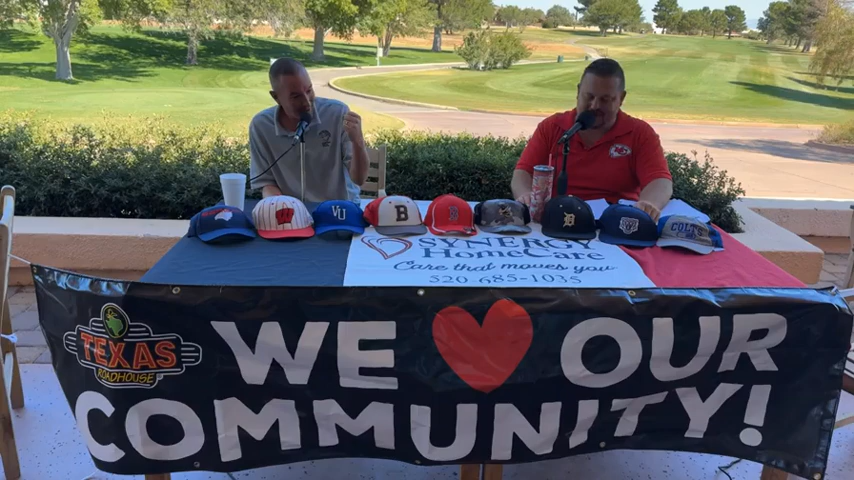 VU
B
B
D
COLTS
SYNERGY
HomeCare
Care that moves you
520-685-1035
TEXAS
ROADHOUSE
WE OUR
COMMUNITY!